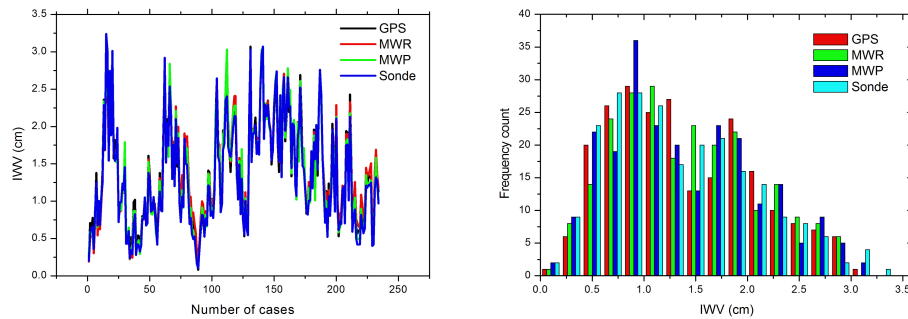 3.5
3.0
2.5
2.0
1.5
1.0
0.5
0.0
IWV (cm)
0
50
100
150
200
250
Number of cases
GPS
MWR
MWP
Sonde
40
35
30
25
20
15
10
5
0
Frequency count
0.0
0.5
1.0
1.5
2.0
2.5
3.0
3.5
IWV (cm)
GPS
MWR
MWP
Sonde